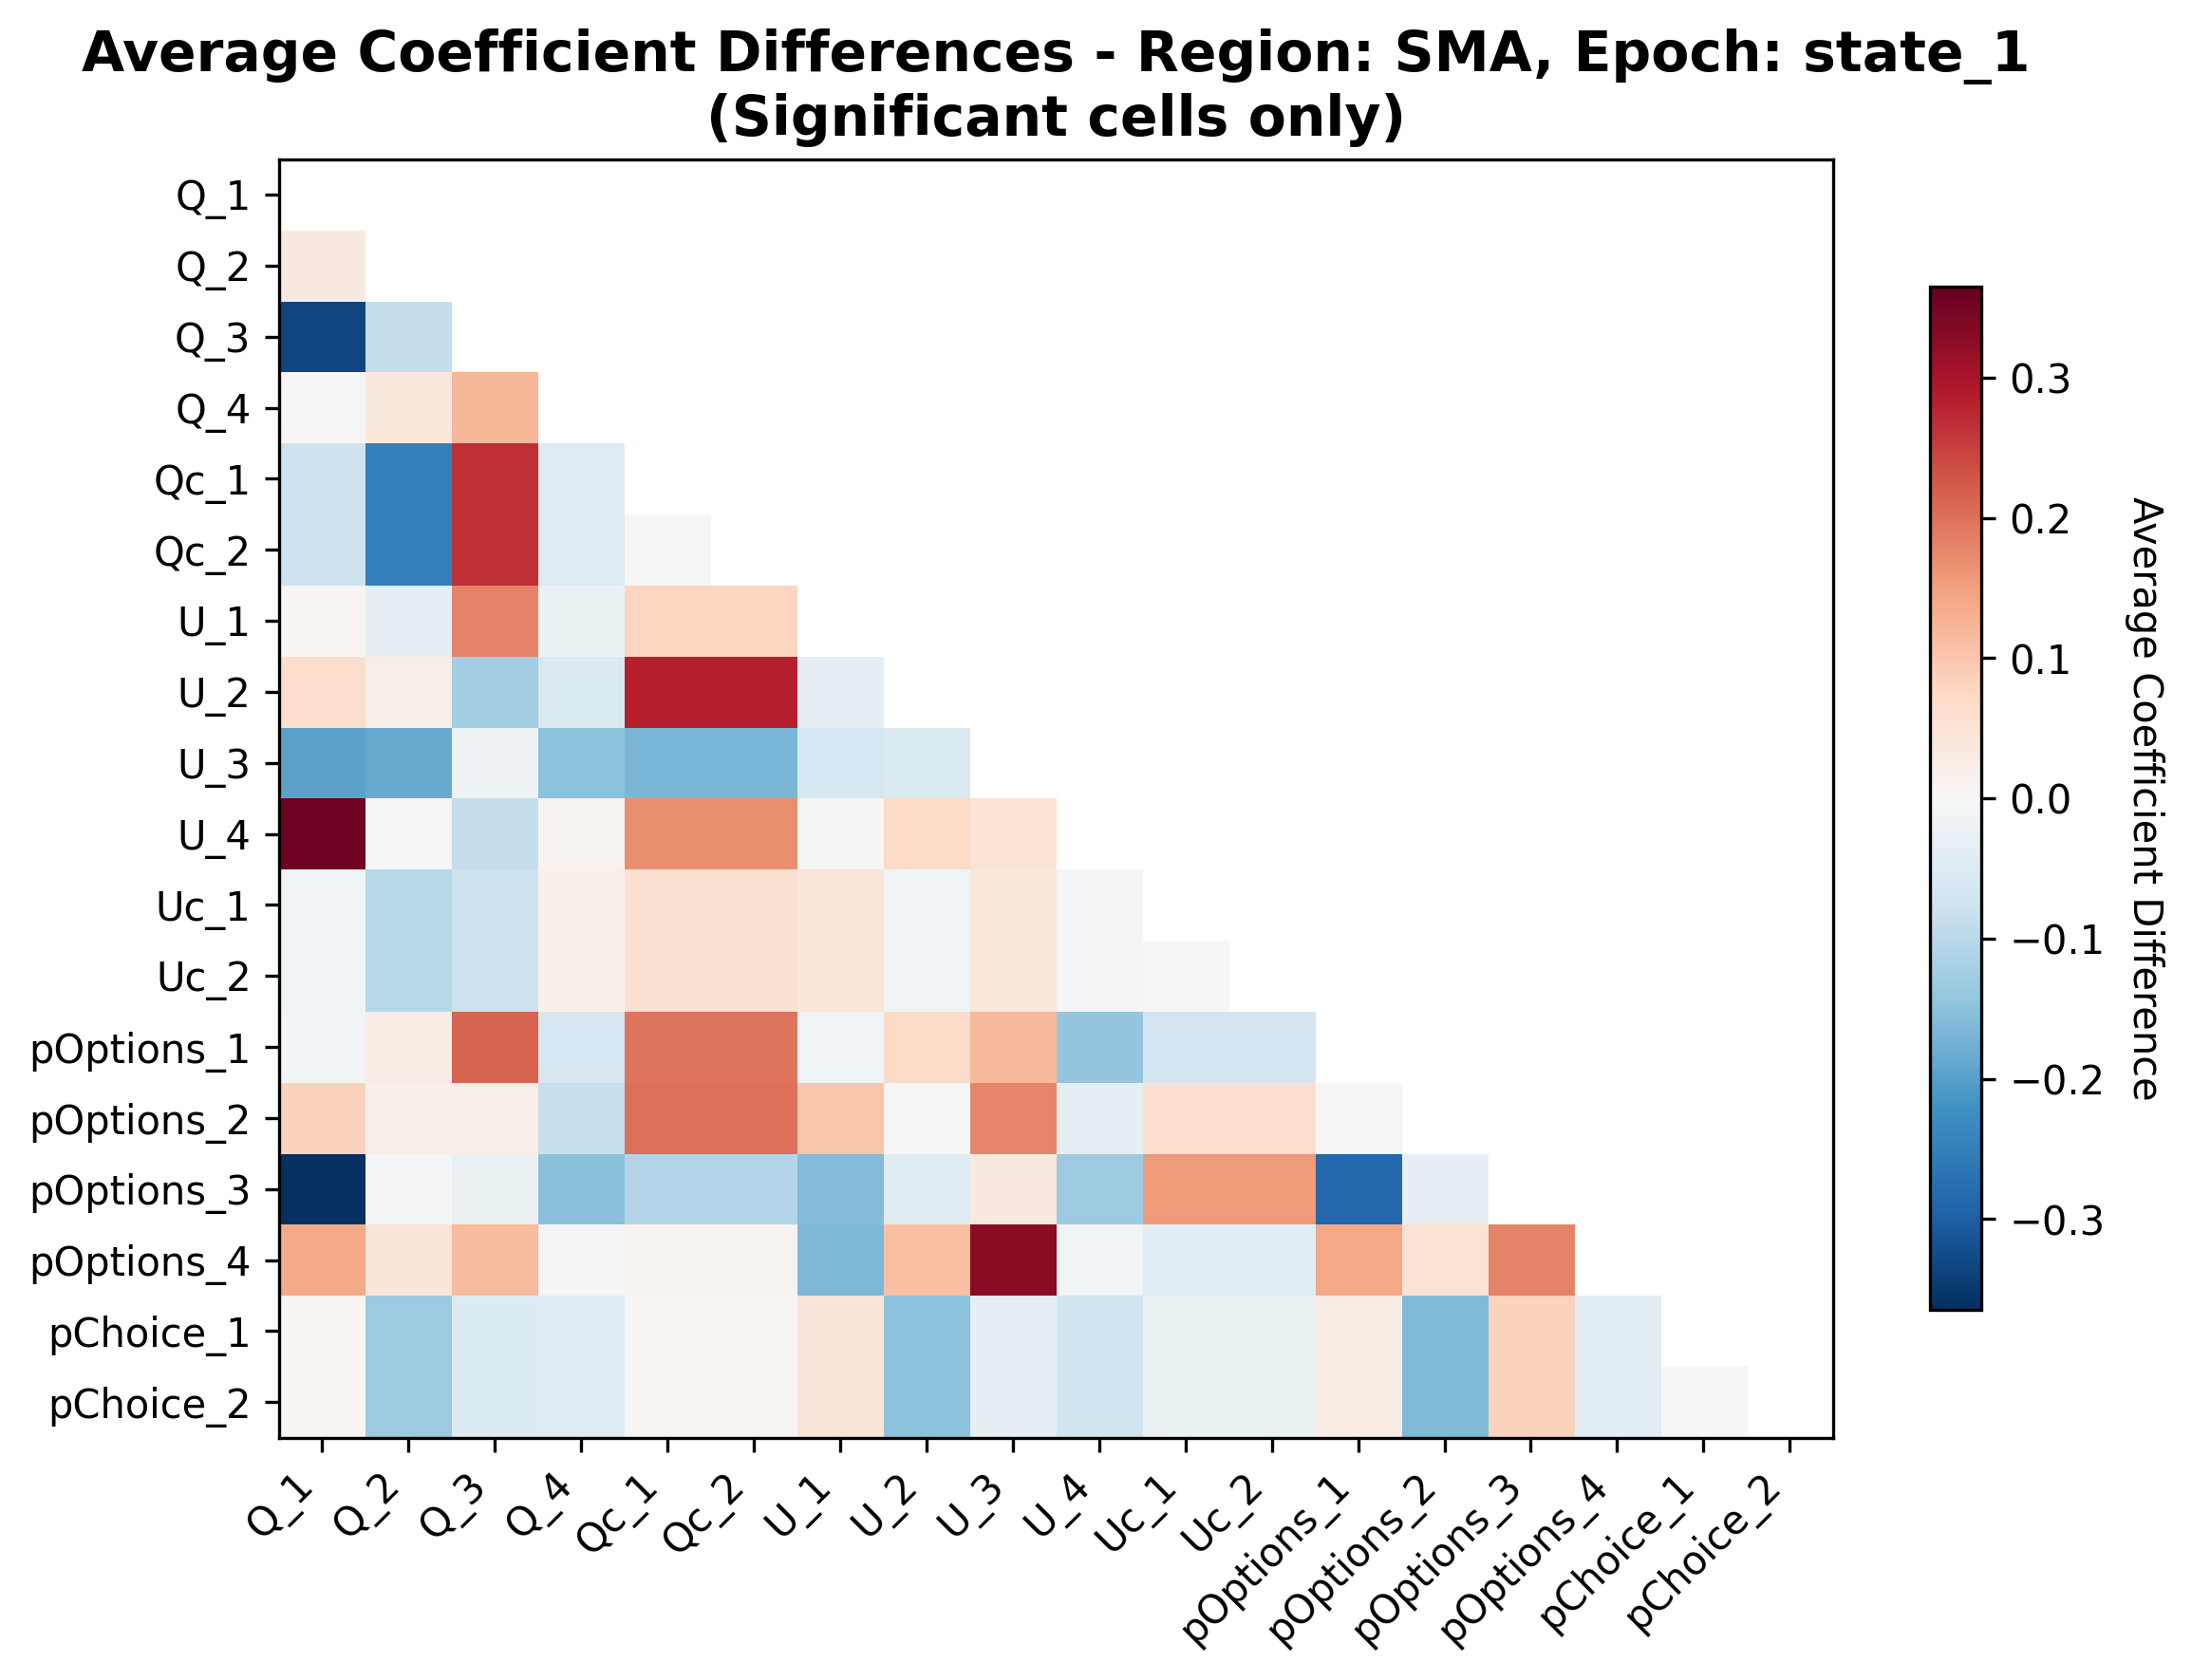 Average Coefficient Differences - Region: SMA, Epoch: state_1
(Significant cells only)
Q_1
Q_2
Q_3
Q_4
Qc_1
Qc_2
U_1
U_2
U_3
U_4
Uc_1
Uc_2
pOptions_1
pOptions_2
pOptions_3
pOptions_4
pChoice_1
pChoice_2
Q_1
Q_2
Q_3
Q_4
Qc_1
Qc_2
U_1
U_2
U_3
U_4
Uc_1
Uc_2
pOptions_1
pOptions_2
pOptions_3
pOptions_4
pChoice_1
pChoice_2
0.3
0.2
0.1
0.0
−0.1
−0.2
−0.3
Average Coefficient Difference